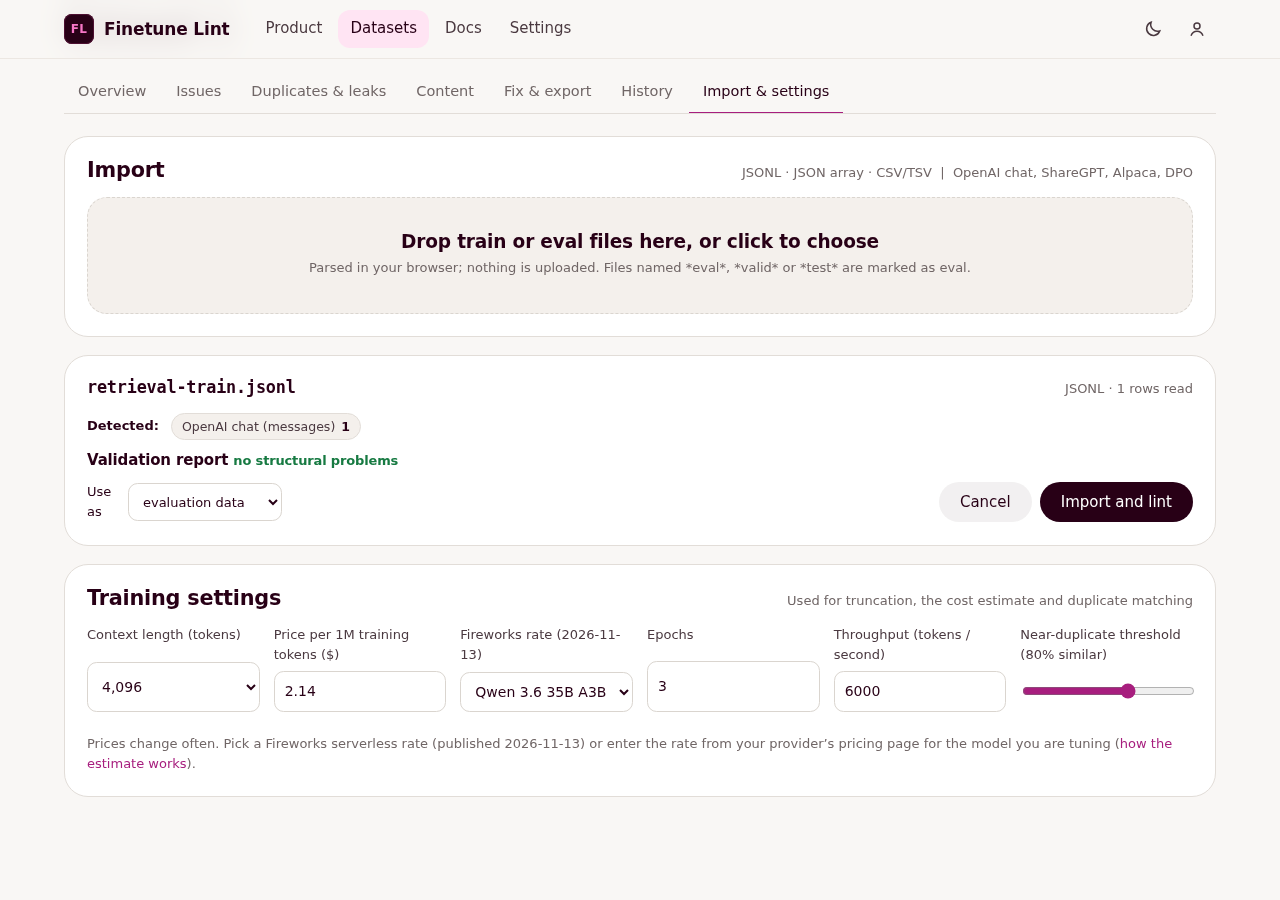 FL Finetune Lint Product Datasets Docs Settings
Overview Issues Duplicates & leaks Content Fix & export History Import & settings
Import
JSONL · JSON array · CSV/TSV | OpenAI chat, ShareGPT, Alpaca, DPO
Drop train or eval files here, or click to choose
Parsed in your browser; nothing is uploaded. Files named *eval*, *valid* or *test* are marked as eval.
retrieval-train.jsonl
JSONL · 1 rows read
Detected: OpenAI chat (messages) 1
Validation report no structural problems
Use as
evaluation data
Cancel
Import and lint
Training settings
Used for truncation, the cost estimate and duplicate matching
Context length (tokens)
4,096
Price per 1M training
tokens ($)
2.14
Fireworks rate (2026-11-
13)
Qwen 3.6 35B A3B
Epochs
3
Throughput (tokens /
second)
6000
Near-duplicate threshold
(80% similar)
Prices change often. Pick a Fireworks serverless rate (published 2026-11-13) or enter the rate from your provider’s pricing page for the model you are tuning (how the
estimate works).